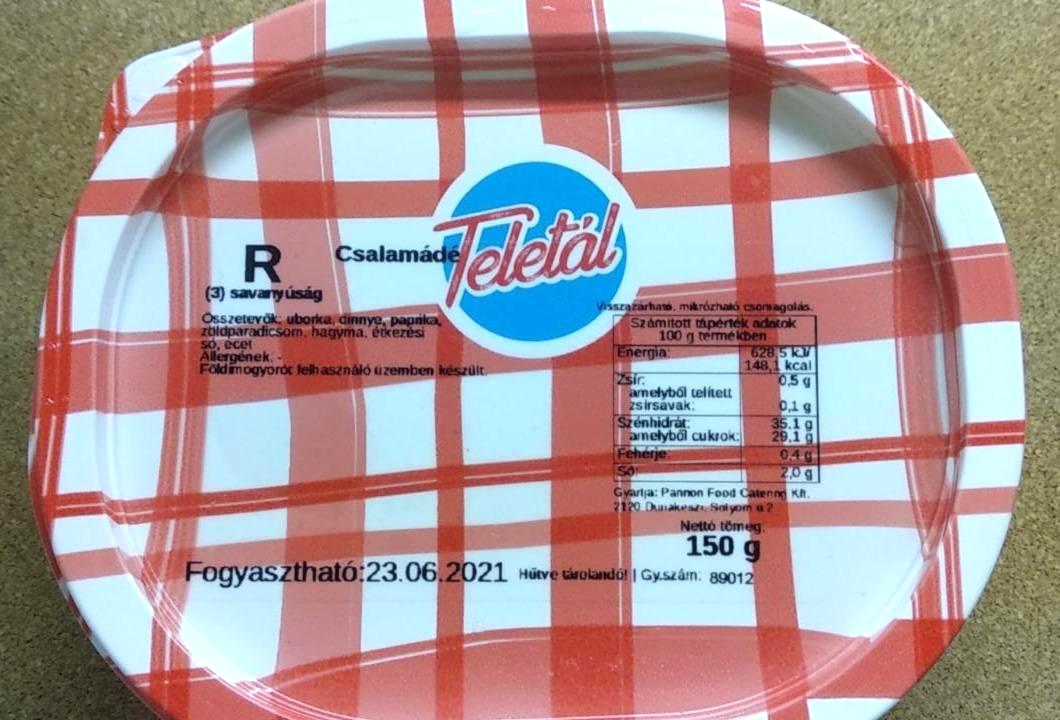 Teletál
R
Csalamádé
(3) savanyúság
Összetevők: uborka, dinnye, paprika,
zöldparadicsom, hagyma, étkezési
só, ecet
Allergének: -
Földimogyorót felhasználó üzemben készült.
Visszazárható, mikrózható csomagolás.
Számított tápérték adatok
100 g termékben
Energia: 628,5 kJ/
148,1 kcal
Zsír: 0,5 g
amelyből telített
zsírsavak: 0,1 g
Szénhidrát: 35,1 g
amelyből cukrok: 29,1 g
Fehérje: 0,4 g
Só: 2,0 g
Gyártja: Pannon Food Catering Kft.
2120 Dunakeszi, Sólyom u 2
Nettó tömeg:
150 g
Fogyasztható:23.06.2021 Hűtve tárolandó! | Gy.szám: 89012